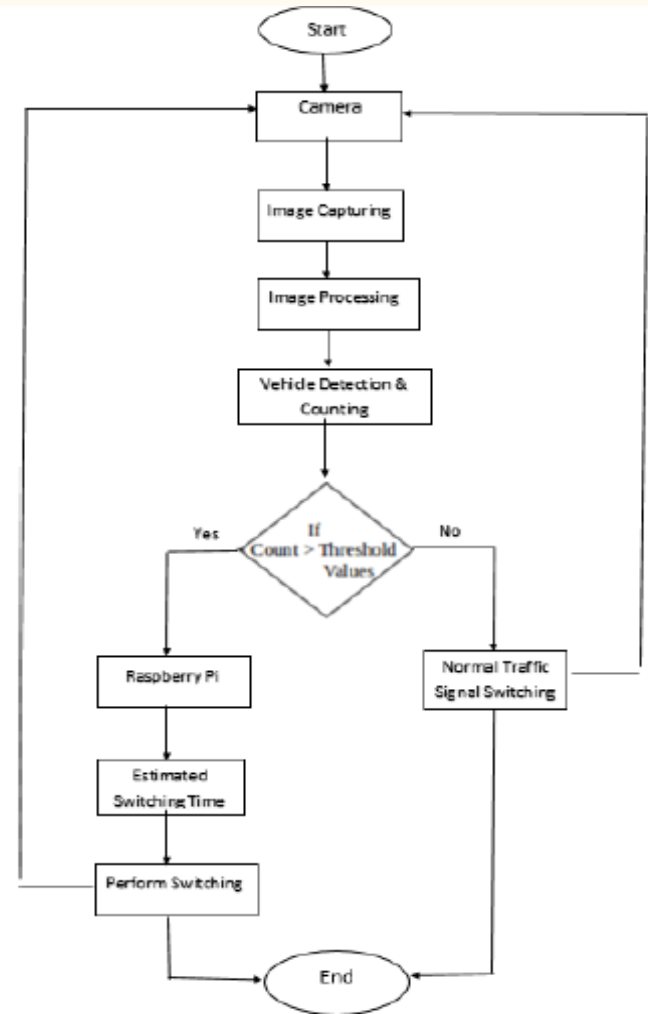 Start
Camera
Image Capturing
Image Processing
Vehicle Detection &
Counting
If
Count > Threshold
Values
Yes
No
Raspberry Pi
Normal Traffic
Signal Switching
Estimated
Switching Time
Perform Switching
End